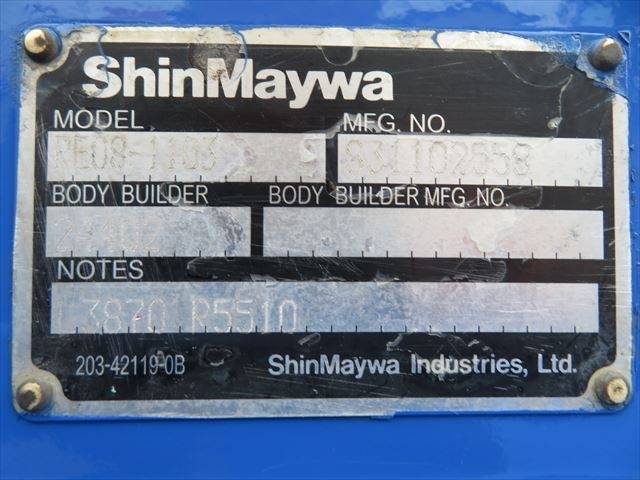 ShinMaywa
MODEL MFG. NO.
RE08-1103 S
BODY BUILDER BODY BUILDER MFG. NO.
NOTES
L3870 R5510
203-42119-0B ShinMaywa Industries, Ltd.